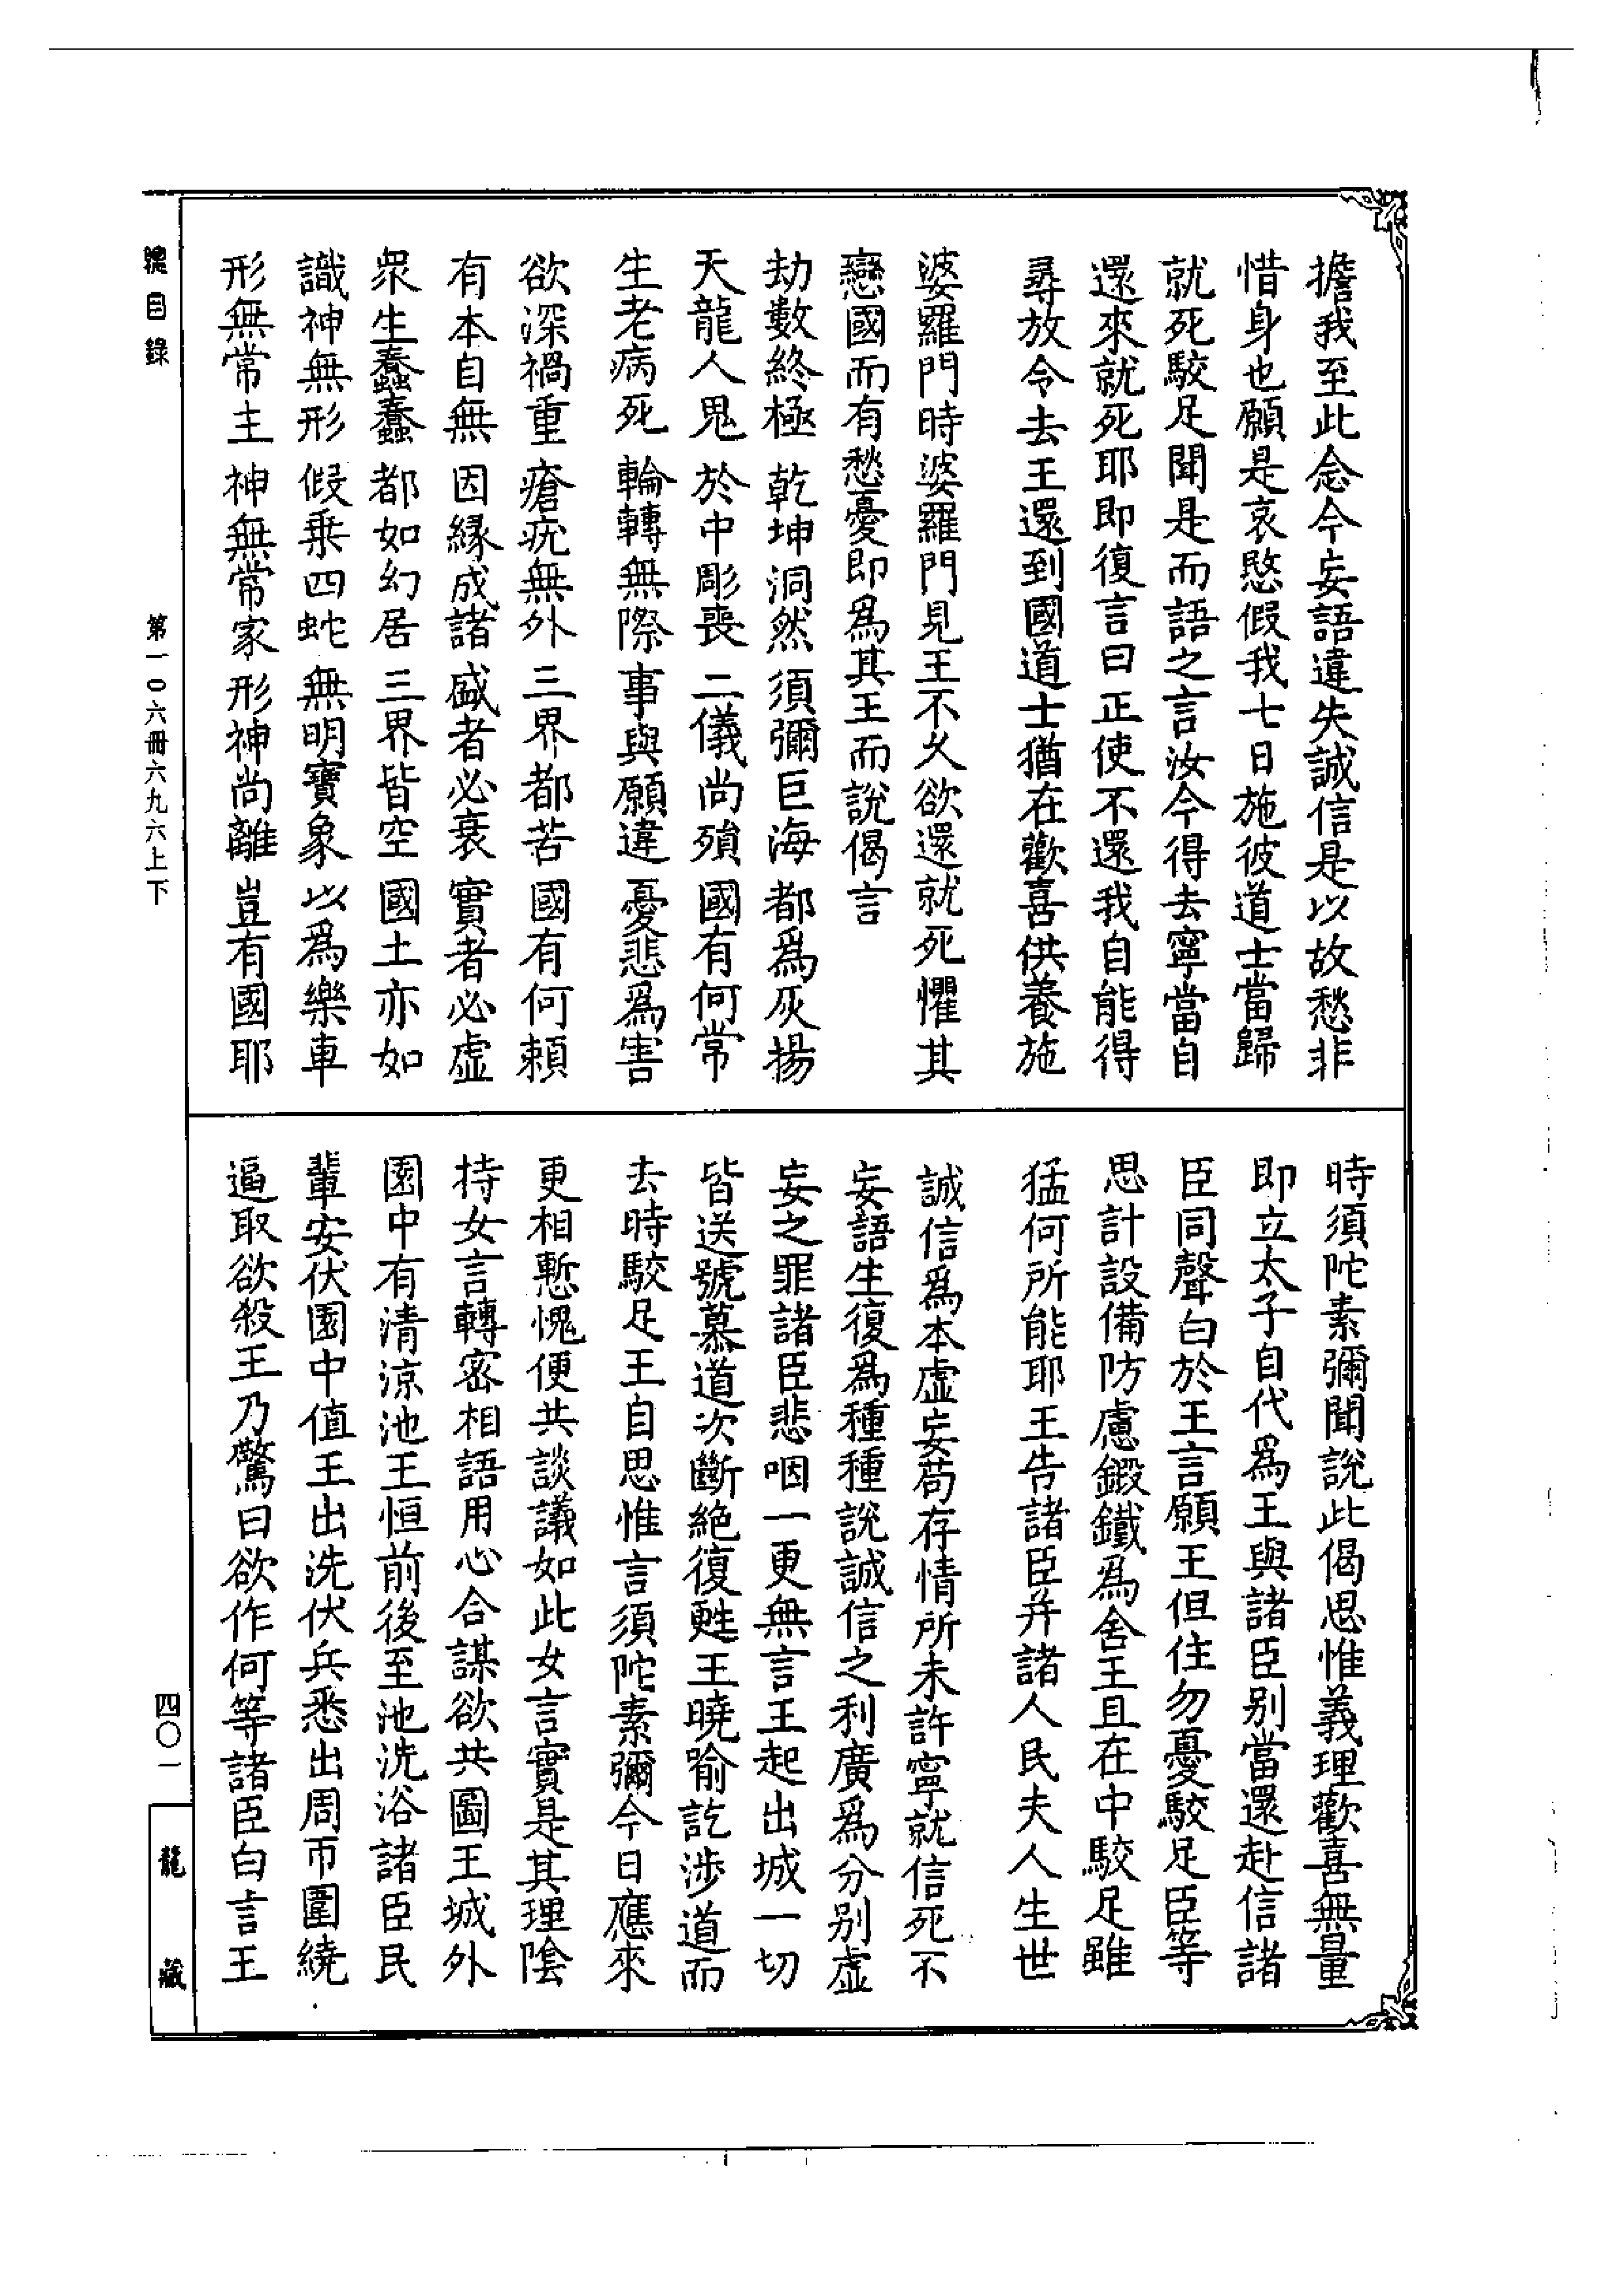 擔我至此念今妄語違失誠信是以故愁非
惜身也願是哀愍假我七日施彼道士當歸
就死駮足聞是而語之言汝今得去寧當自
還來就死耶即復言曰正使不還我自能得
尋放令去王還到國道士猶在歡喜供養施
婆羅門時婆羅門見王不久欲還就死懼其
戀國而有愁憂即為其王而說偈言
劫數終極 乾坤洞然 須彌巨海 都為灰揚
天龍人鬼 於中彫喪 二儀尚殞 國有何常
生老病死 輪轉無際 事與願違 憂悲為害
欲深禍重 瘡疣無外 三界都苦 國有何賴
有本自無 因緣成諸 盛者必衰 實者必虛
眾生蠢蠢 都如幻居 三界皆空 國土亦如
識神無形 假乘四蛇 無明寶象 以為樂車
形無常主 神無常家 形神尚離 豈有國耶
時須陀素彌聞說此偈思惟義理歡喜無量
即立太子自代為王與諸臣別當還赴信諸
臣同聲白於王言願王但住勿憂駮足臣等
思計設備防慮鍛鐵為舍王且在中駮足雖
猛何所能耶王告諸臣并諸人民夫人生世
誠信為本虛妄苟存情所未許寧就信死不
妄語生復為種種說誠信之利廣為分別虛
妄之罪諸臣悲咽一更無言王起出城一切
皆送號慕道次斷絕復甦王曉喻訖涉道而
去時駮足王自思惟言須陀素彌今日應來
更相慙愧便共談議如此女言實是其理陰
持女言轉密相語用心合謀欲共圖王城外
園中有清涼池王恒前後至池洗浴諸臣民
輩安伏園中值王出洗伏兵悉出周帀圍繞
逼取欲殺王乃驚曰欲作何等諸臣白言王
總目錄
第一〇六冊六九六上下
四〇一
龍藏